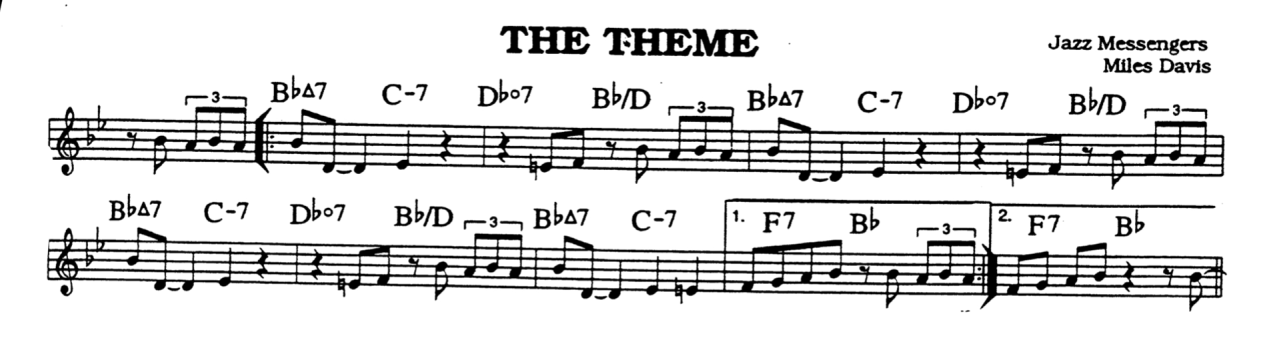 THE THEME
Jazz Messengers
Miles Davis
3 3 3
B♭Δ7 C-7 D♭o7 B♭/D B♭Δ7 C-7 D♭o7 B♭/D
B♭Δ7 C-7 D♭o7 B♭/D B♭Δ7 C-7 1. F7 B♭ 2. F7 B♭
3 3